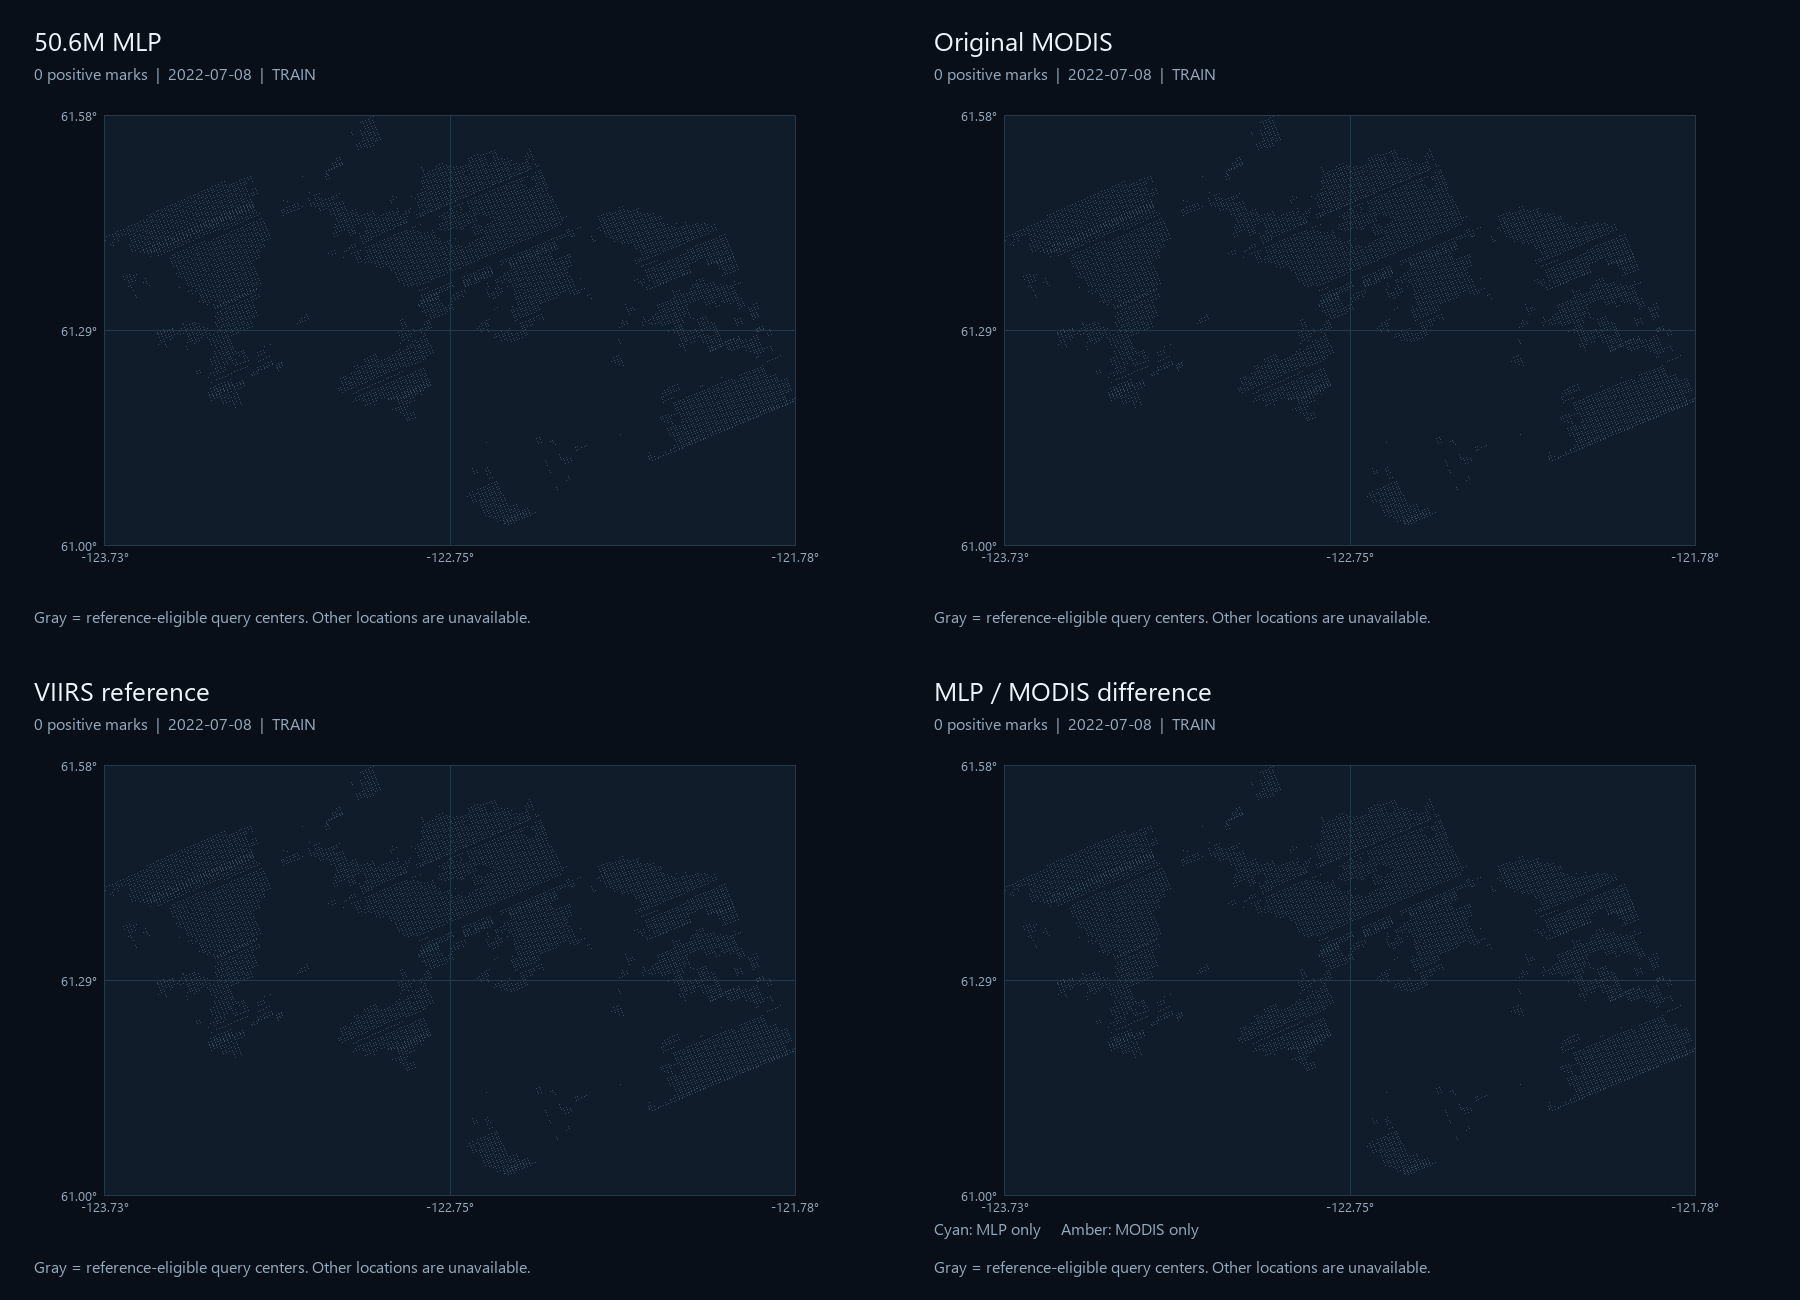 50.6M MLP
0 positive marks | 2022-07-08 | TRAIN
61.58°
61.29°
61.00°
-123.73°
-122.75°
-121.78°
Gray = reference-eligible query centers. Other locations are unavailable.
Original MODIS
0 positive marks | 2022-07-08 | TRAIN
61.58°
61.29°
61.00°
-123.73°
-122.75°
-121.78°
Gray = reference-eligible query centers. Other locations are unavailable.
VIIRS reference
0 positive marks | 2022-07-08 | TRAIN
61.58°
61.29°
61.00°
-123.73°
-122.75°
-121.78°
Gray = reference-eligible query centers. Other locations are unavailable.
MLP / MODIS difference
0 positive marks | 2022-07-08 | TRAIN
61.58°
61.29°
61.00°
-123.73°
-122.75°
-121.78°
Cyan: MLP only Amber: MODIS only
Gray = reference-eligible query centers. Other locations are unavailable.